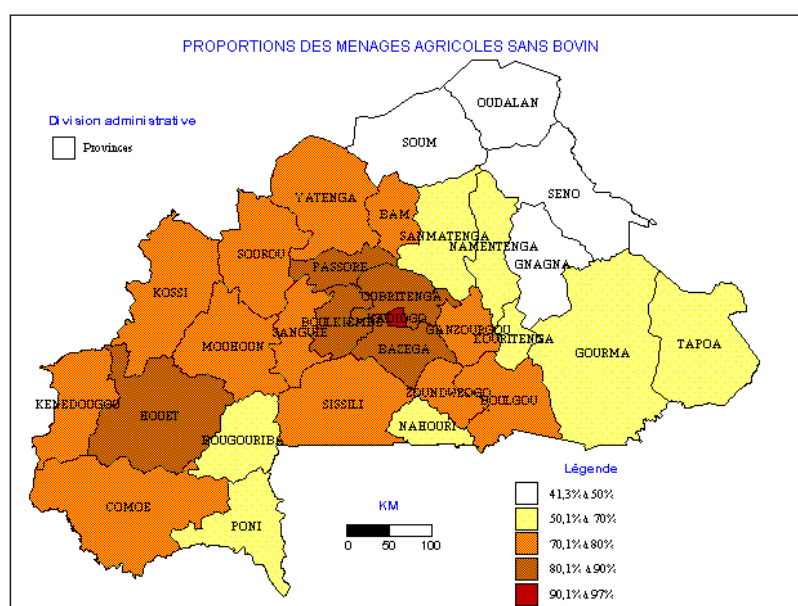 PROPORTIONS DES MENAGES AGRICOLES SANS BOVIN
Division administrative
Provinces
OUDALAN
SOUM
SENO
YATENGA
BAM
SANMATENGA
NAMENTENGA
GNAGNA
SOUROU
PASSORE
KOSSI
OUBRITENGA
BOULKIEMDE
KADIOGO
GANZOURGOU
KOURITENGA
SANGUIE
MOUHOUN
BAZEGA
GOURMA
TAPOA
KENEDOUGOU
HOUET
SISSILI
ZOUNDWEOGO
BOULGOU
NAHOURI
BOUGOURIBA
COMOE
PONI
KM
0 50 100
Légende
41,3% à 50%
50,1% à 70%
70,1% à 80%
80,1% à 90%
90,1% à 97%